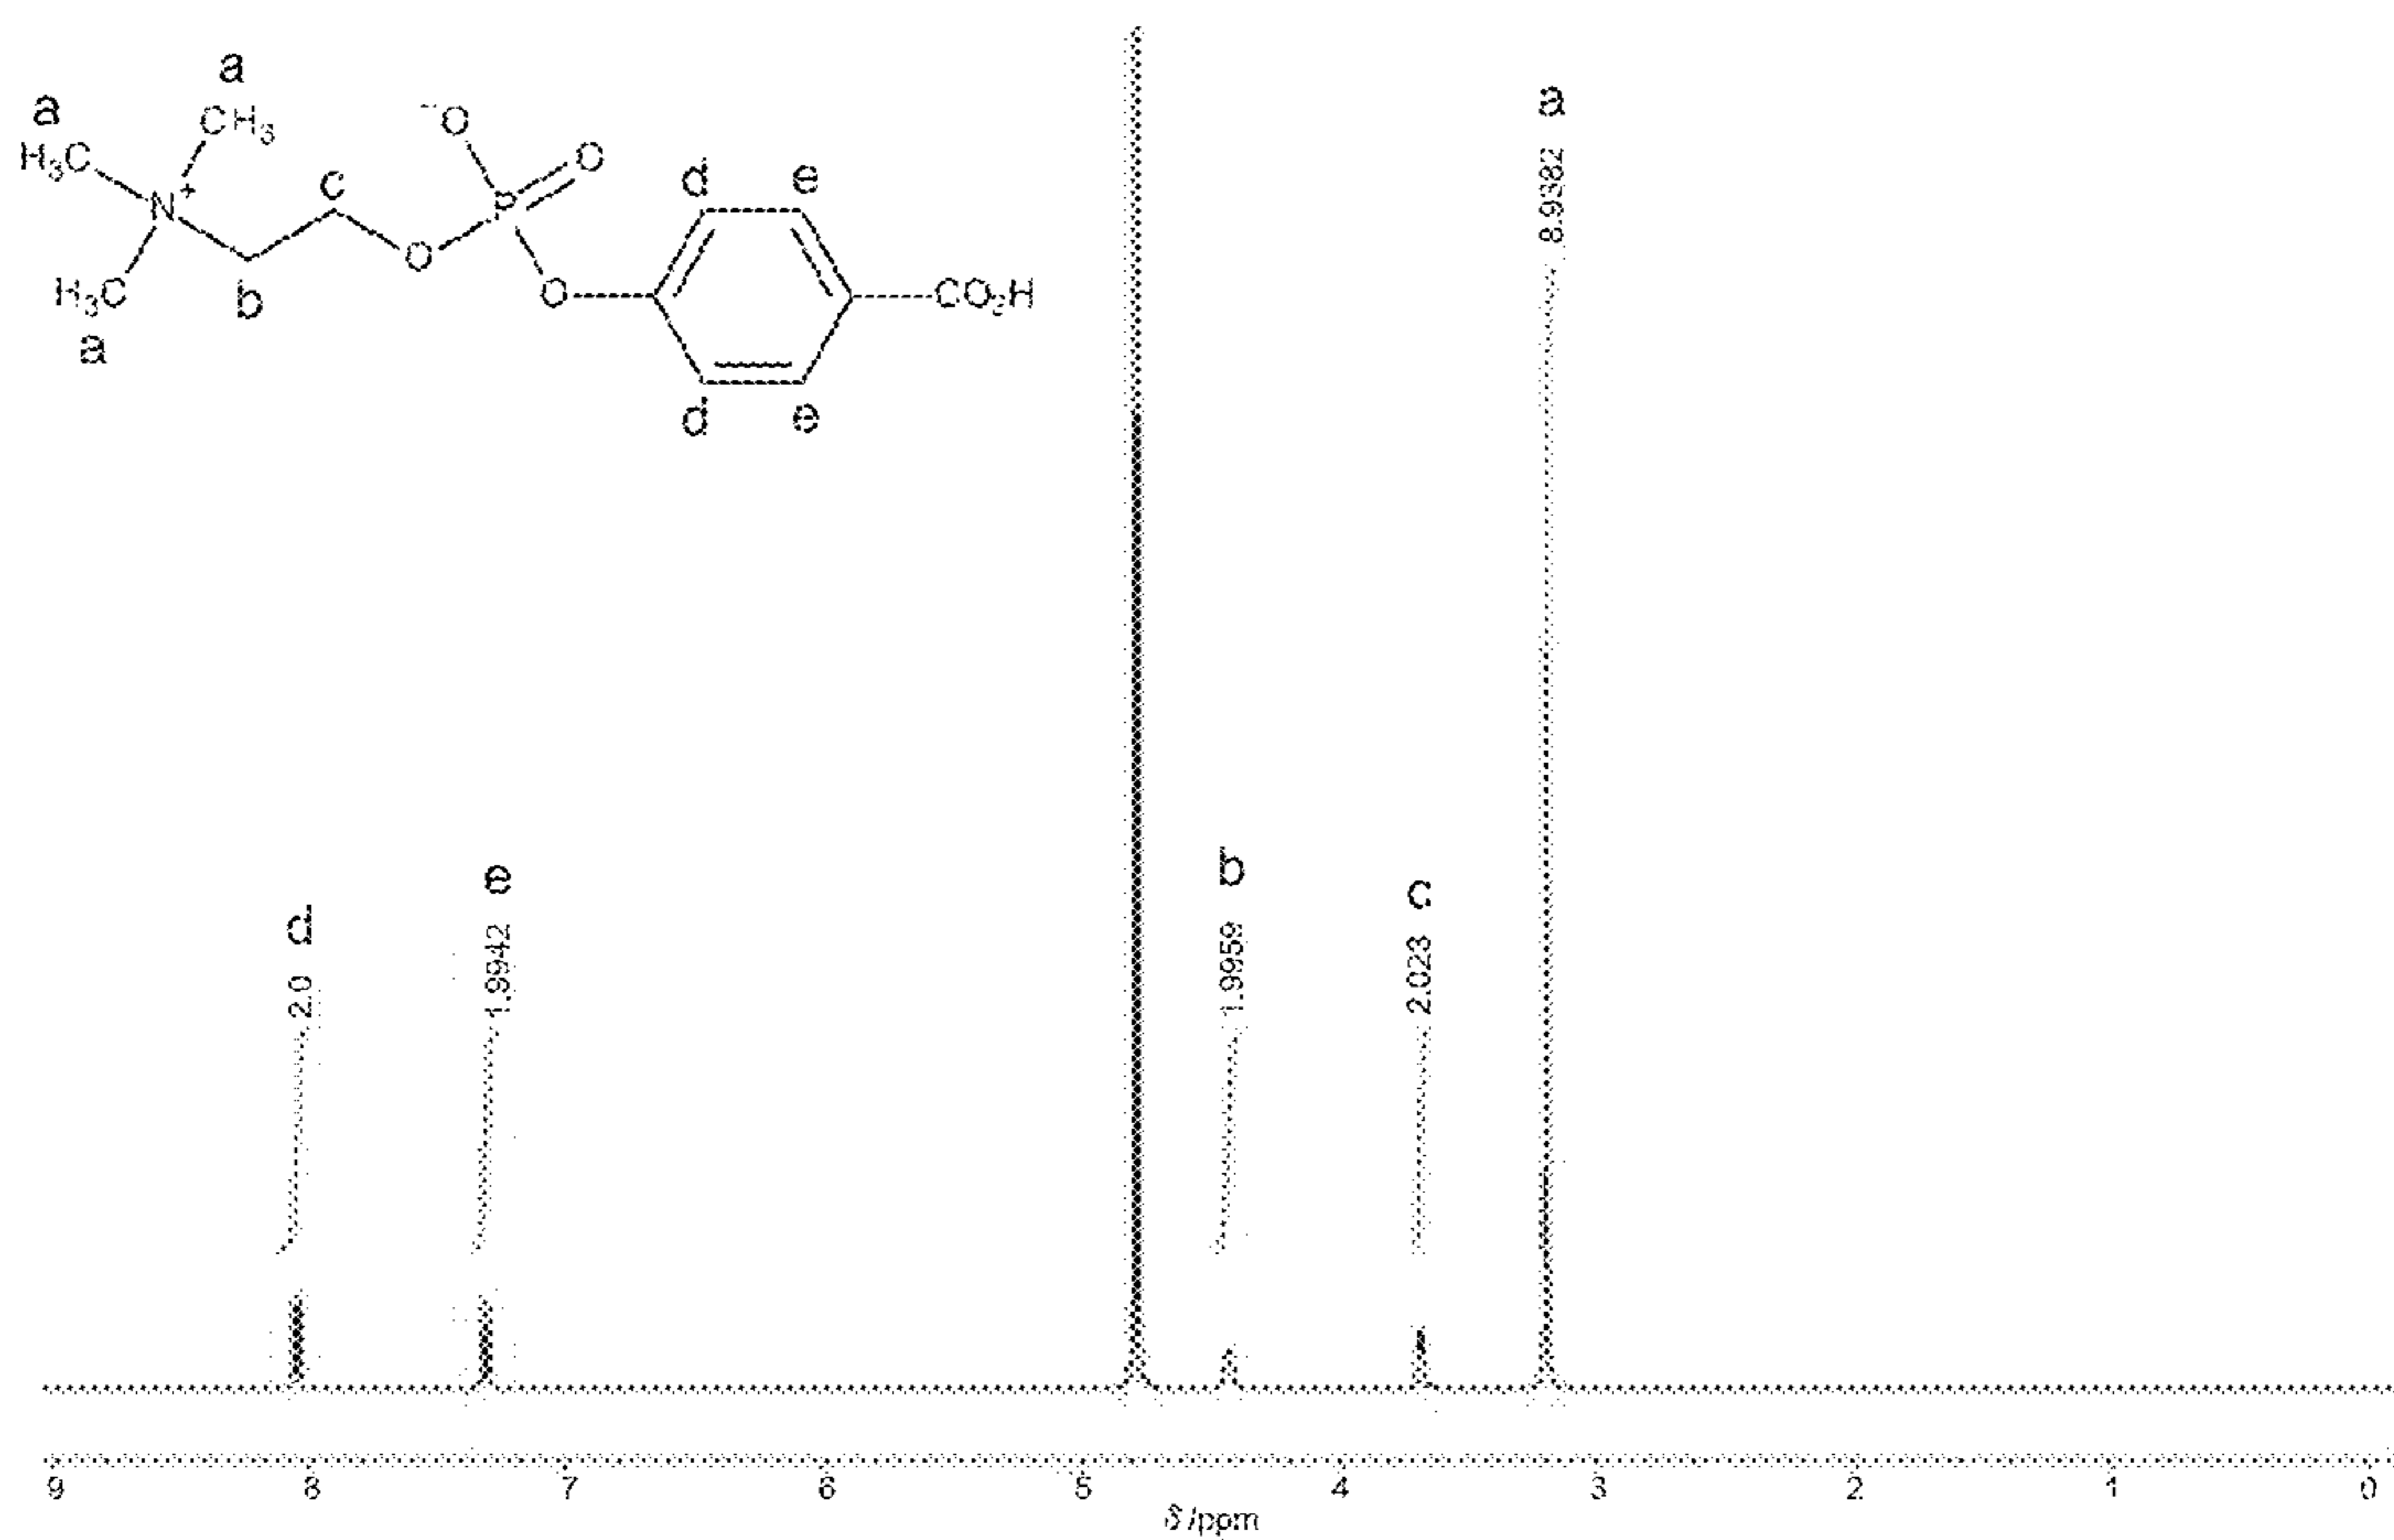 a
a
CH3
H3C
N+
H3C
a
b
c
O
-O
P
O
O
d
e
d
e
CO2H
a
8.9382
d
2.0
e
1.9942
b
1.9959
c
2.023
9 8 7 6 5 4 3 2 1 0
δ /ppm